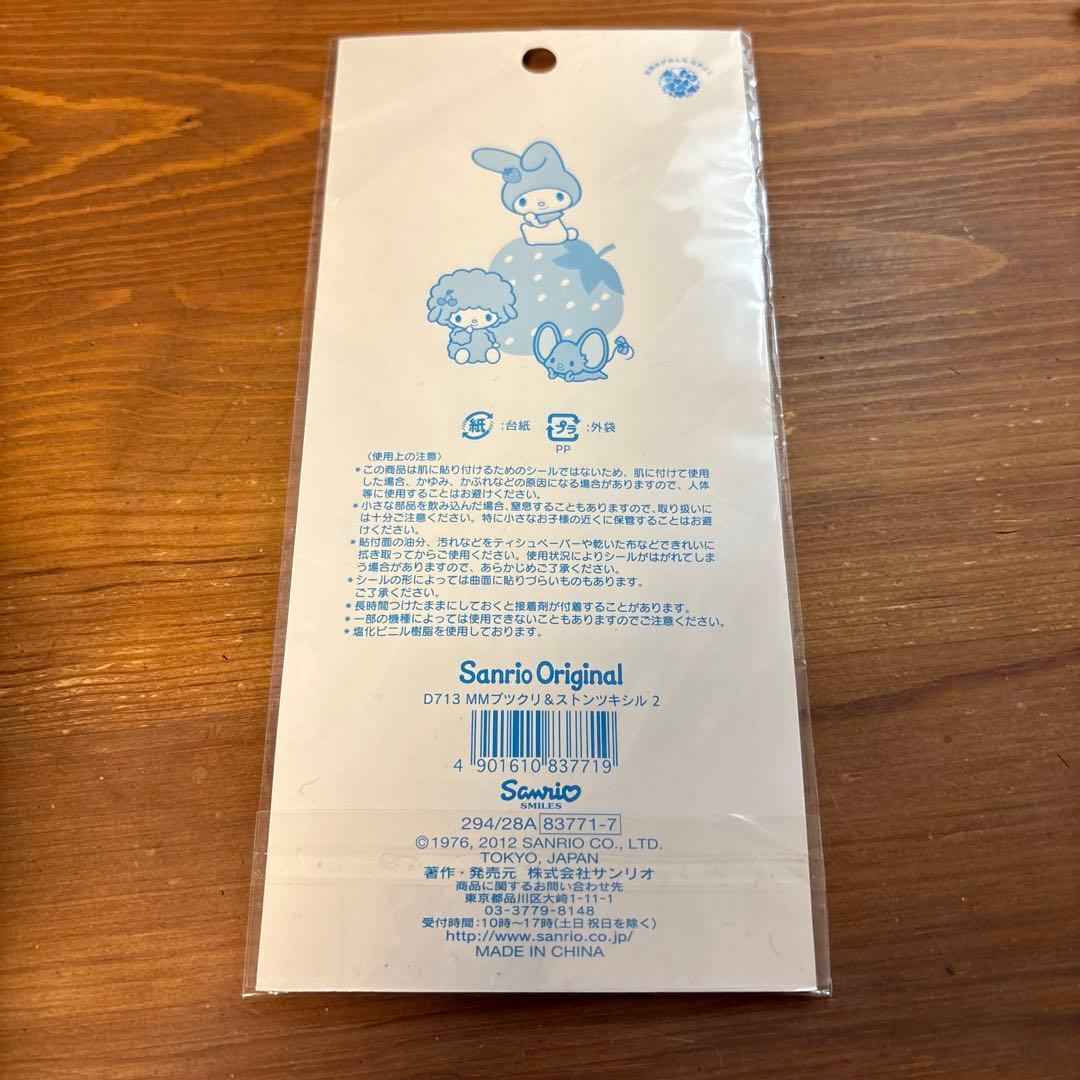 紙 :台紙 プラ :外袋
PP
〈使用上の注意〉
*この商品は肌に貼り付けるためのシールではないため、肌に付けて使用
した場合、かゆみ、かぶれなどの原因になる場合がありますので、人体
等に使用することはお避けください。
*小さな部品を飲み込んだ場合、窒息することもありますので、取り扱いに
は十分ご注意ください。特に小さなお子様の近くに保管することはお避
けください。
*貼付面の油分、汚れなどをティシュペーパーや乾いた布などできれいに
拭き取ってからご使用ください。使用状況によりシールがはがれてしま
う場合がありますので、あらかじめご了承ください。
*シールの形によっては曲面に貼りづらいものもあります。
ご了承ください。
*長時間つけたままにしておくと接着剤が付着することがあります。
*一部の機種によっては使用できないこともありますのでご注意ください。
*塩化ビニル樹脂を使用しております。
Sanrio Original
D713 MMプツクリ&ストンツキシル 2
4 901610 837719
Sanrio
SMILES
294/28A 83771-7
©1976, 2012 SANRIO CO., LTD.
TOKYO, JAPAN
著作・発売元 株式会社サンリオ
商品に関するお問い合わせ先
東京都品川区大崎1-11-1
03-3779-8148
受付時間:10時〜17時(土日祝日を除く)
http://www.sanrio.co.jp/
MADE IN CHINA